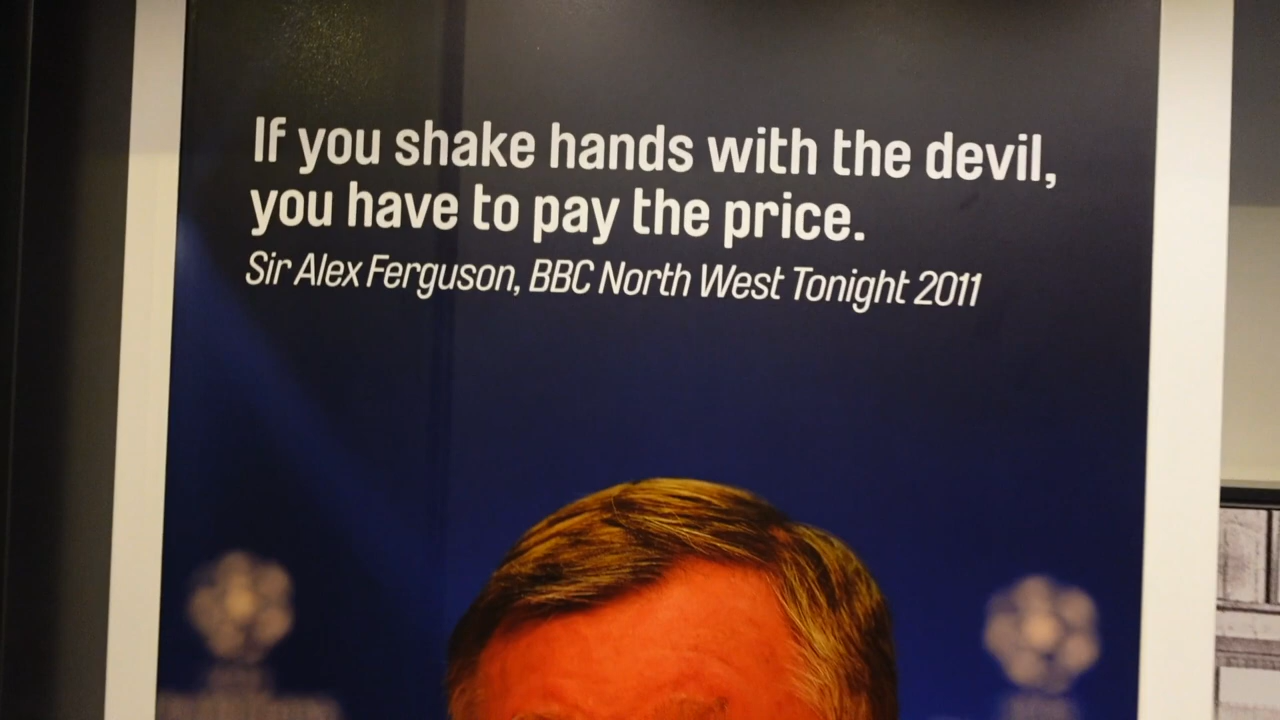 If you shake hands with the devil,
you have to pay the price.
Sir Alex Ferguson, BBC North West Tonight 2011